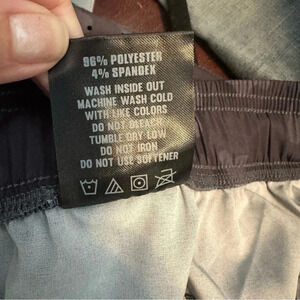 96% POLYESTER
4% SPANDEX
WASH INSIDE OUT
MACHINE WASH COLD
WITH LIKE COLORS
DO NOT BLEACH
TUMBLE DRY LOW
DO NOT IRON
DO NOT USE SOFTENER